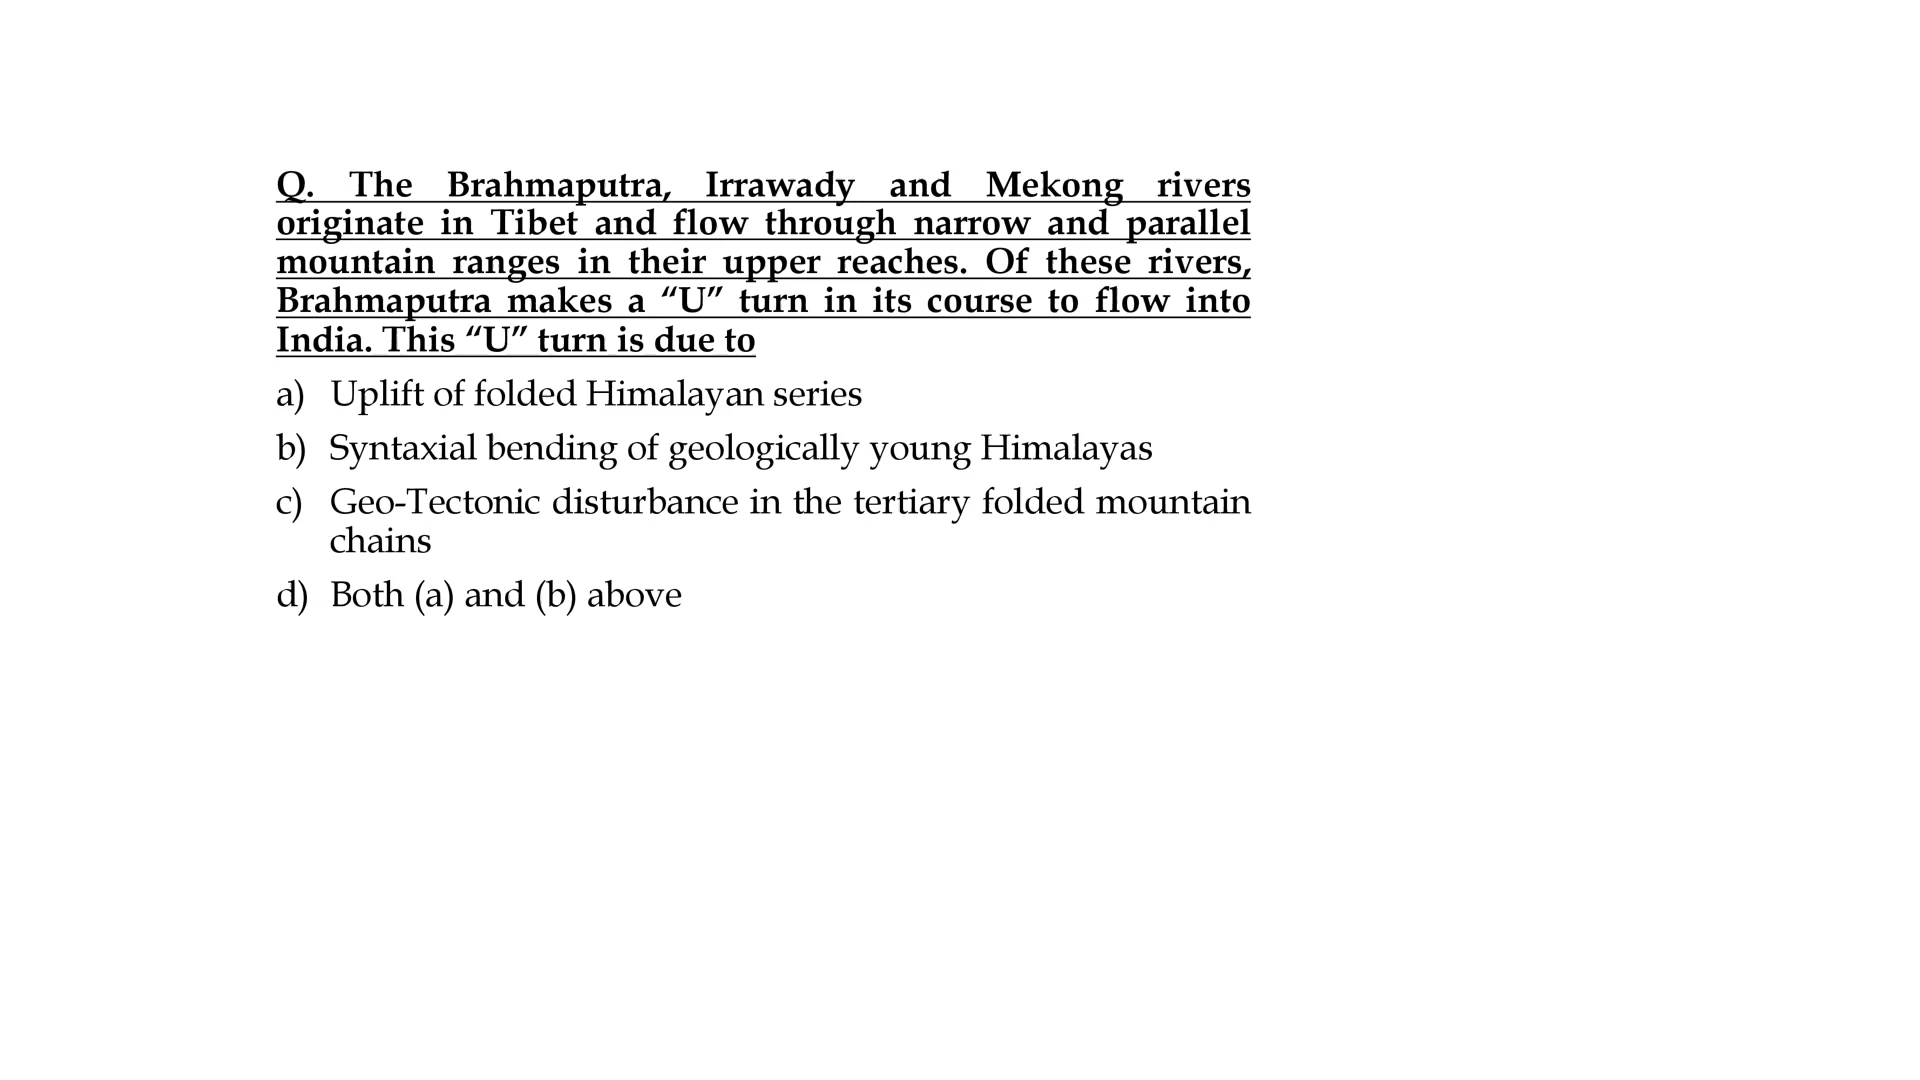 Q. The Brahmaputra, Irrawady and Mekong rivers
originate in Tibet and flow through narrow and parallel
mountain ranges in their upper reaches. Of these rivers,
Brahmaputra makes a “U” turn in its course to flow into
India. This “U” turn is due to
a) Uplift of folded Himalayan series
b) Syntaxial bending of geologically young Himalayas
c) Geo-Tectonic disturbance in the tertiary folded mountain
chains
d) Both (a) and (b) above